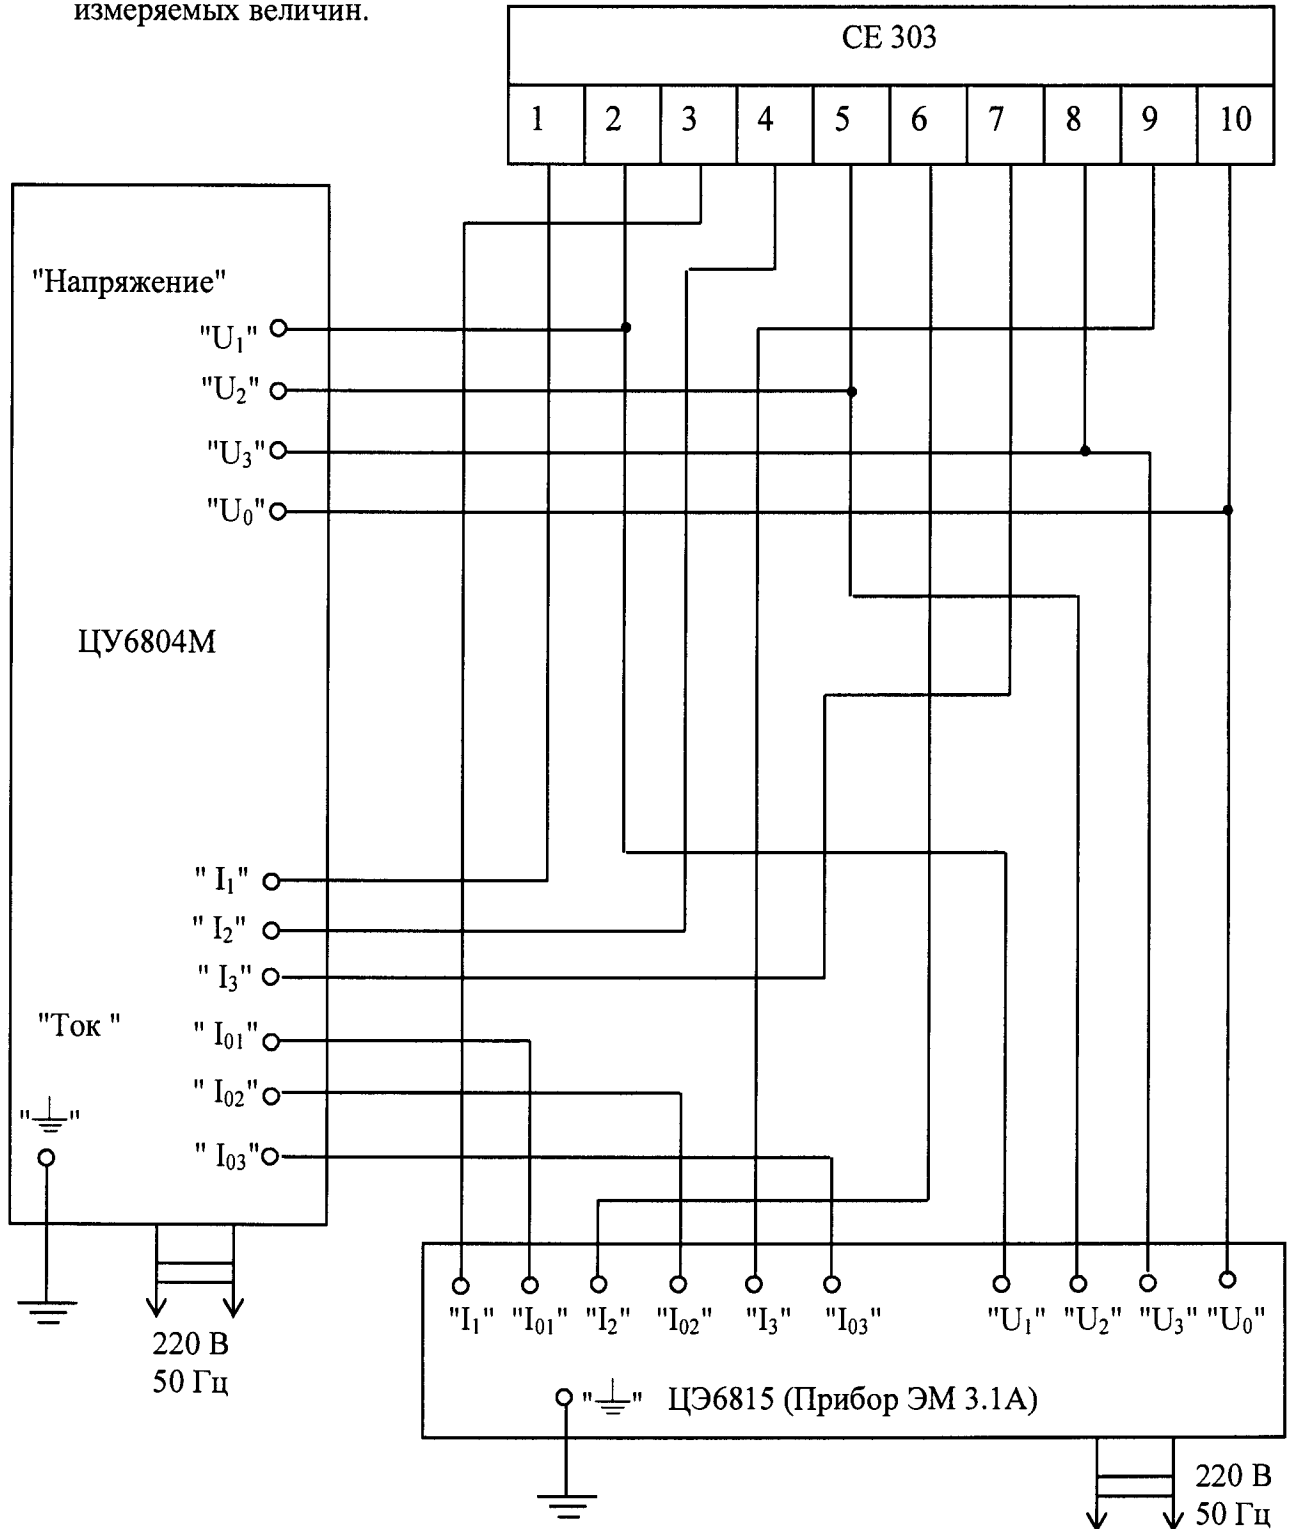 измеряемых величин.
СЕ 303
1 2 3 4 5 6 7 8 9 10
"Напряжение"
"U₁"
"U₂"
"U₃"
"U₀"
ЦУ6804М
" I₁"
" I₂"
" I₃"
"Ток "
" I₀₁"
" I₀₂"
" I₀₃"
"⏚"
220 В
50 Гц
"I₁" "I₀₁" "I₂" "I₀₂" "I₃" "I₀₃" "U₁" "U₂" "U₃" "U₀"
"⏚" ЦЭ6815 (Прибор ЭМ 3.1А)
220 В
50 Гц